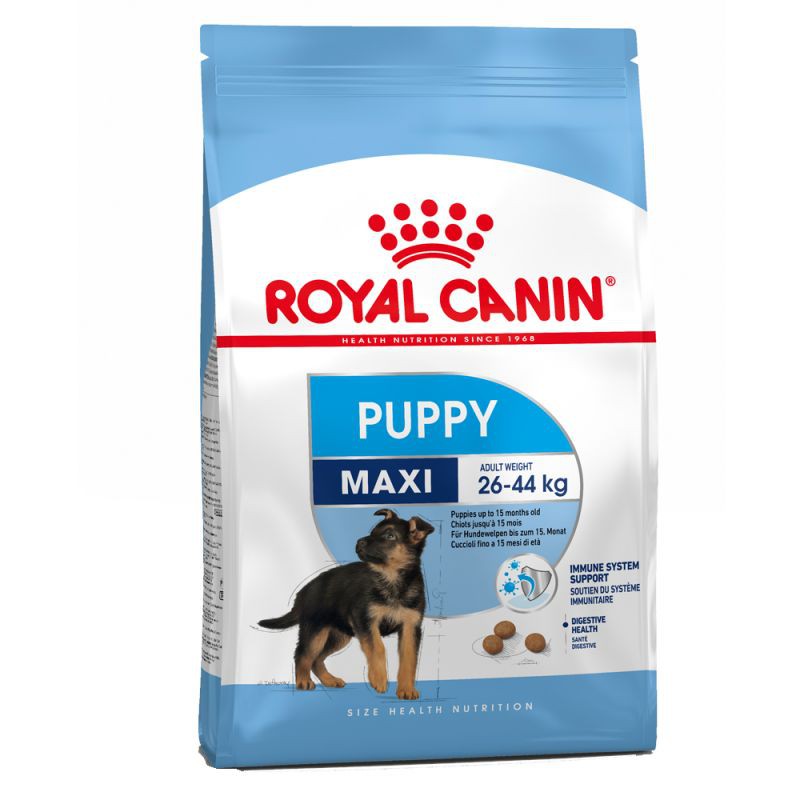 ROYAL CANIN®
HEALTH NUTRITION SINCE 1968
PUPPY
MAXI
ADULT WEIGHT
26-44 kg
Puppies up to 15 months old
Chiots jusqu'à 15 mois
Für Hundewelpen bis zum 15. Monat
Cuccioli fino a 15 mesi di età
IMMUNE SYSTEM
SUPPORT
SOUTIEN DU SYSTÈME
IMMUNITAIRE
DIGESTIVE
HEALTH
SANTÉ
DIGESTIVE
SIZE HEALTH NUTRITION